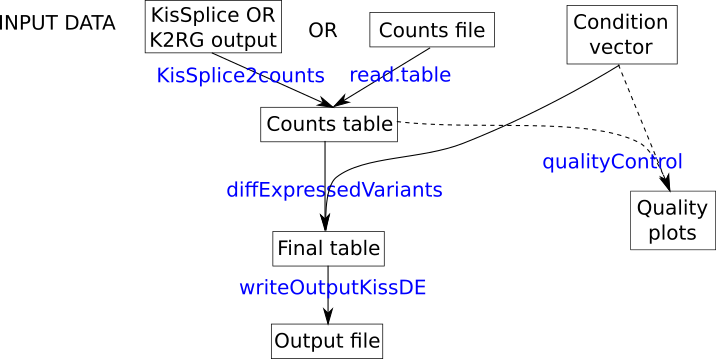 INPUT DATA
KisSplice OR
K2RG output
OR
Counts file
Condition
vector
KisSplice2counts
read.table
Counts table
qualityControl
diffExpressedVariants
Quality
plots
Final table
writeOutputKissDE
Output file